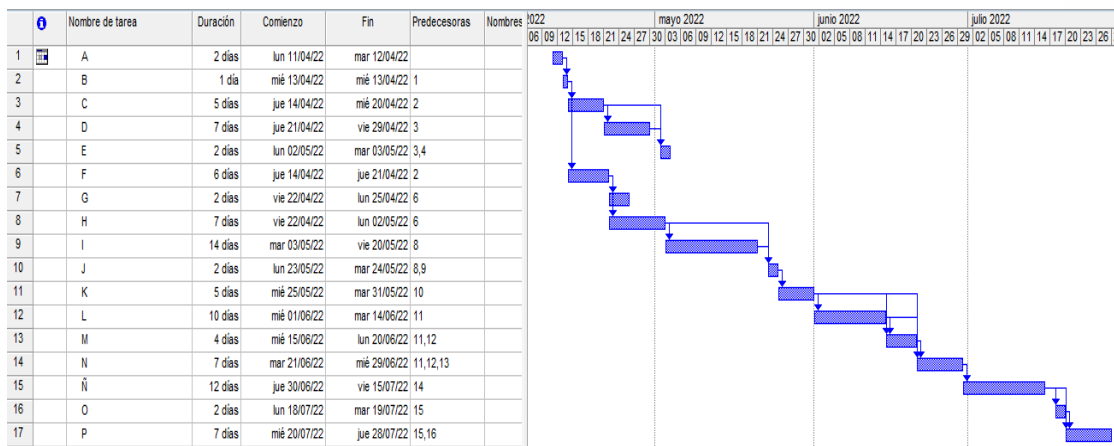 Nombre de tarea Duración Comienzo Fin Predecesoras Nombres 2022 mayo 2022 junio 2022 julio 2022
06 09 12 15 18 21 24 27 30 03 06 09 12 15 18 21 24 27 30 02 05 08 11 14 17 20 23 26 29 02 05 08 11 14 17 20 23 26
1 A 2 días lun 11/04/22 mar 12/04/22
2 B 1 día mié 13/04/22 mié 13/04/22 1
3 C 5 días jue 14/04/22 mié 20/04/22 2
4 D 7 días jue 21/04/22 vie 29/04/22 3
5 E 2 días lun 02/05/22 mar 03/05/22 3,4
6 F 6 días jue 14/04/22 jue 21/04/22 2
7 G 2 días vie 22/04/22 lun 25/04/22 6
8 H 7 días vie 22/04/22 lun 02/05/22 6
9 I 14 días mar 03/05/22 vie 20/05/22 8
10 J 2 días lun 23/05/22 mar 24/05/22 8,9
11 K 5 días mié 25/05/22 mar 31/05/22 10
12 L 10 días mié 01/06/22 mar 14/06/22 11
13 M 4 días mié 15/06/22 lun 20/06/22 11,12
14 N 7 días mar 21/06/22 mié 29/06/22 11,12,13
15 Ñ 12 días jue 30/06/22 vie 15/07/22 14
16 O 2 días lun 18/07/22 mar 19/07/22 15
17 P 7 días mié 20/07/22 jue 28/07/22 15,16